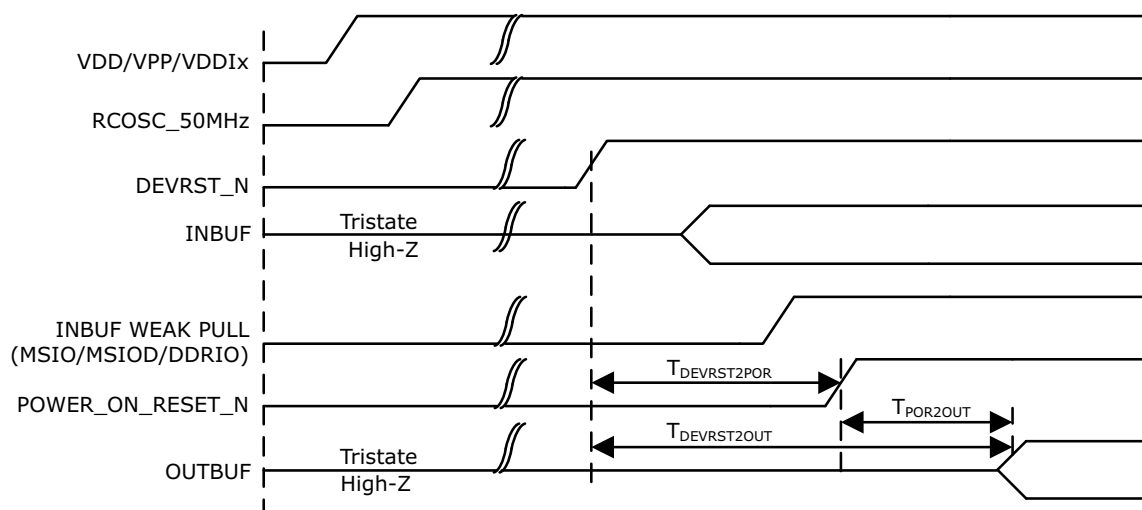 VDD/VPP/VDDIx
RCOSC_50MHz
DEVRST_N
INBUF
Tristate
High-Z
INBUF WEAK PULL
(MSIO/MSIOD/DDRIO)
TDEVRST2POR
POWER_ON_RESET_N
TPOR2OUT
TDEVRST2OUT
OUTBUF
Tristate
High-Z